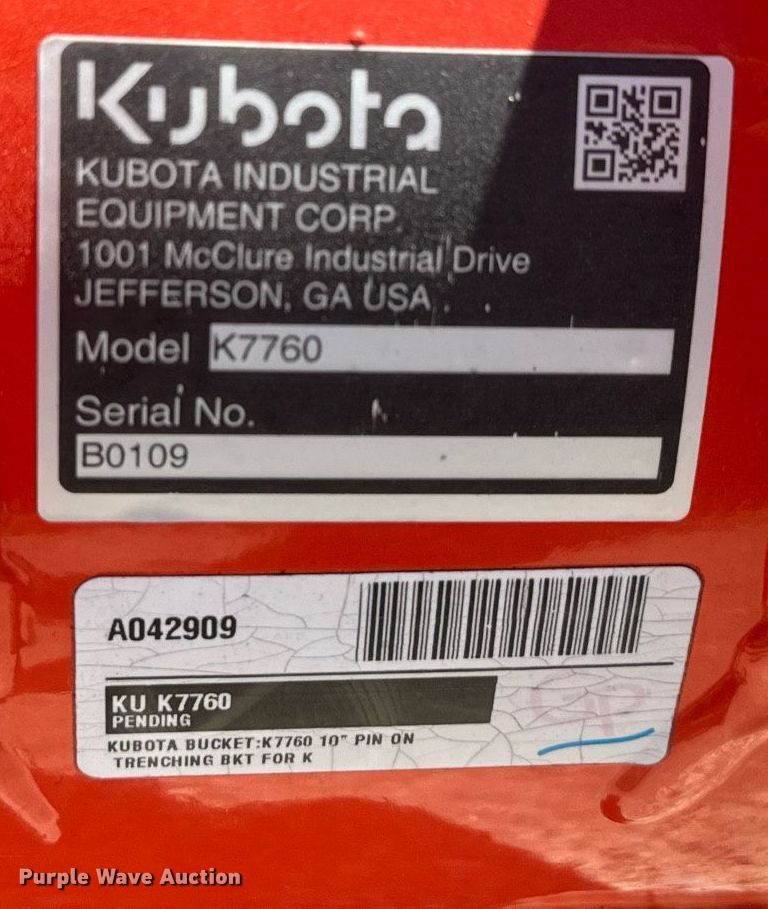 Kubota
KUBOTA INDUSTRIAL
EQUIPMENT CORP.
1001 McClure Industrial Drive
JEFFERSON, GA USA
Model K7760
Serial No.
B0109
A042909
KU K7760
PENDING
KUBOTA BUCKET:K7760 10" PIN ON
TRENCHING BKT FOR K
Purple Wave Auction